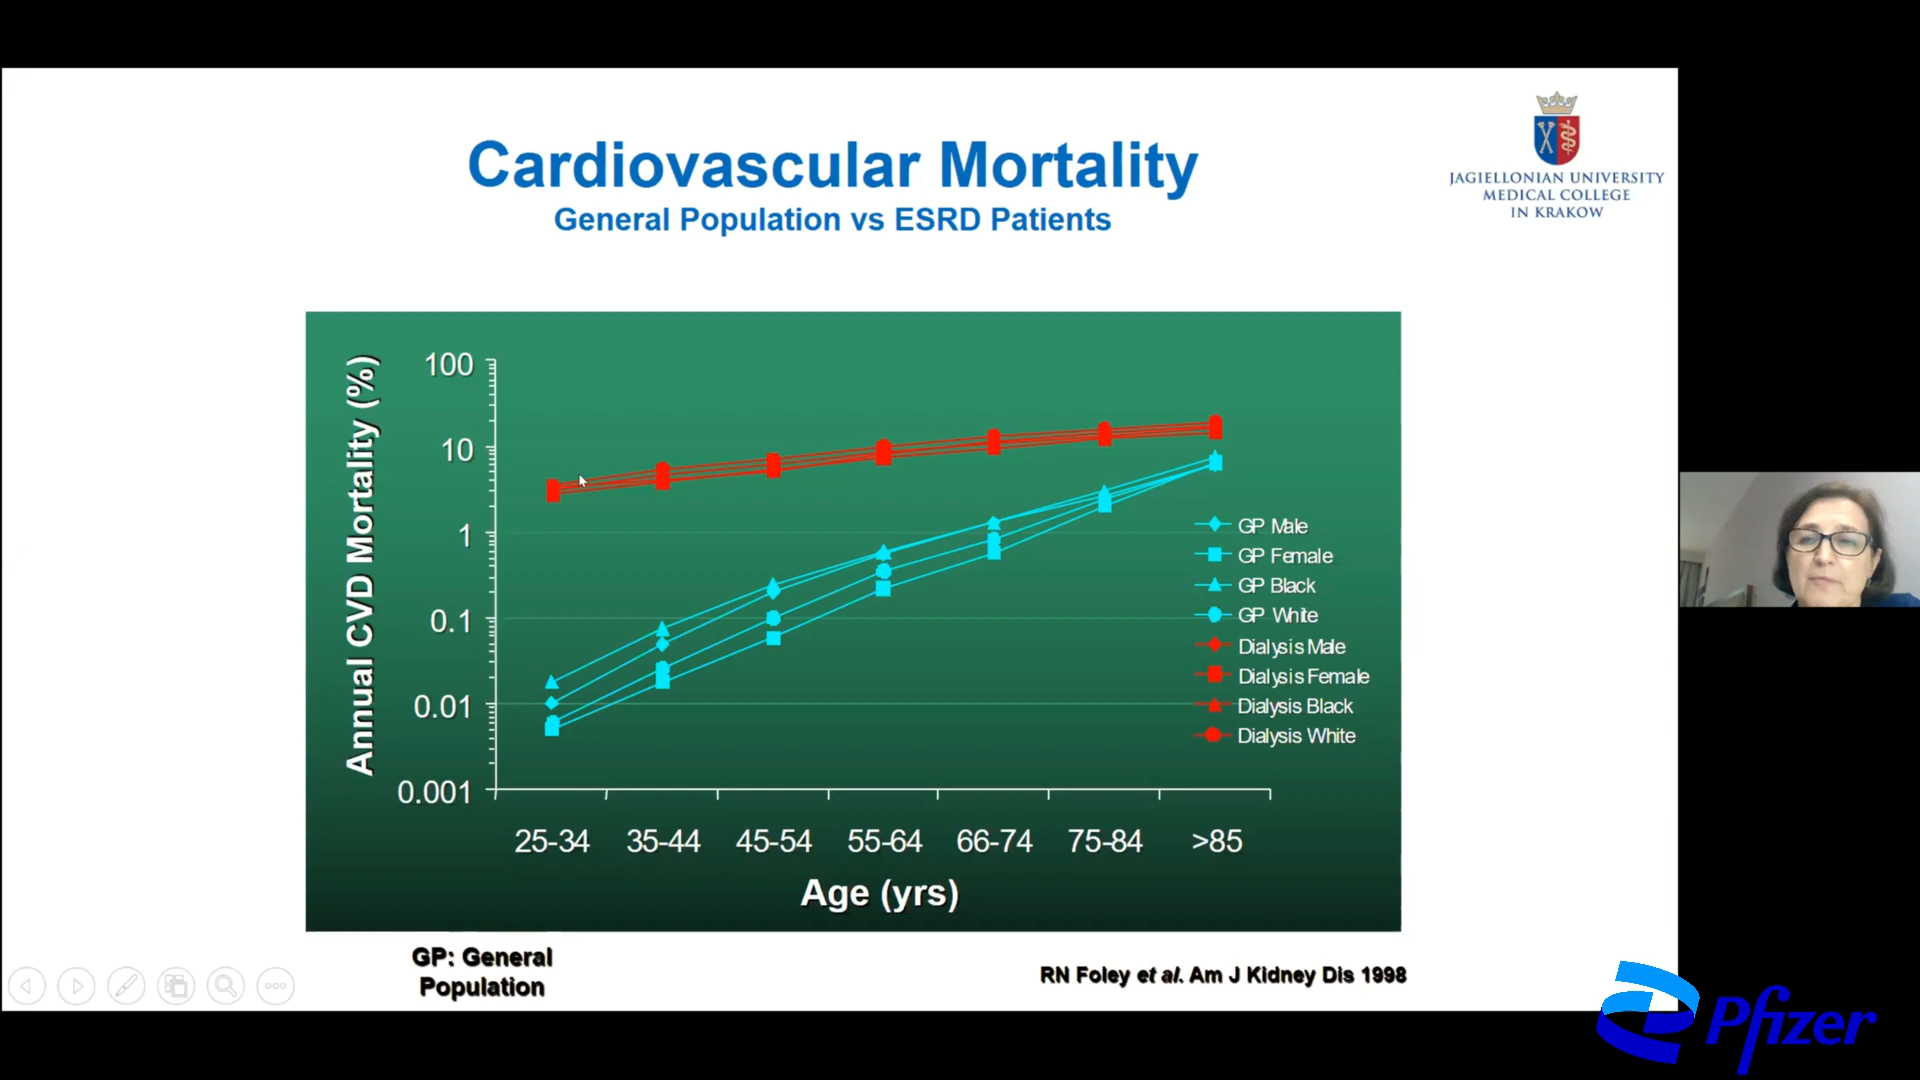 Cardiovascular Mortality
General Population vs ESRD Patients
JAGIELLONIAN UNIVERSITY
MEDICAL COLLEGE
IN KRAKOW
Annual CVD Mortality (%)
100
10
1
0.1
0.01
0.001
25-34 35-44 45-54 55-64 66-74 75-84 >85
Age (yrs)
GP Male
GP Female
GP Black
GP White
Dialysis Male
Dialysis Female
Dialysis Black
Dialysis White
GP: General
Population
RN Foley et al. Am J Kidney Dis 1998
Pfizer